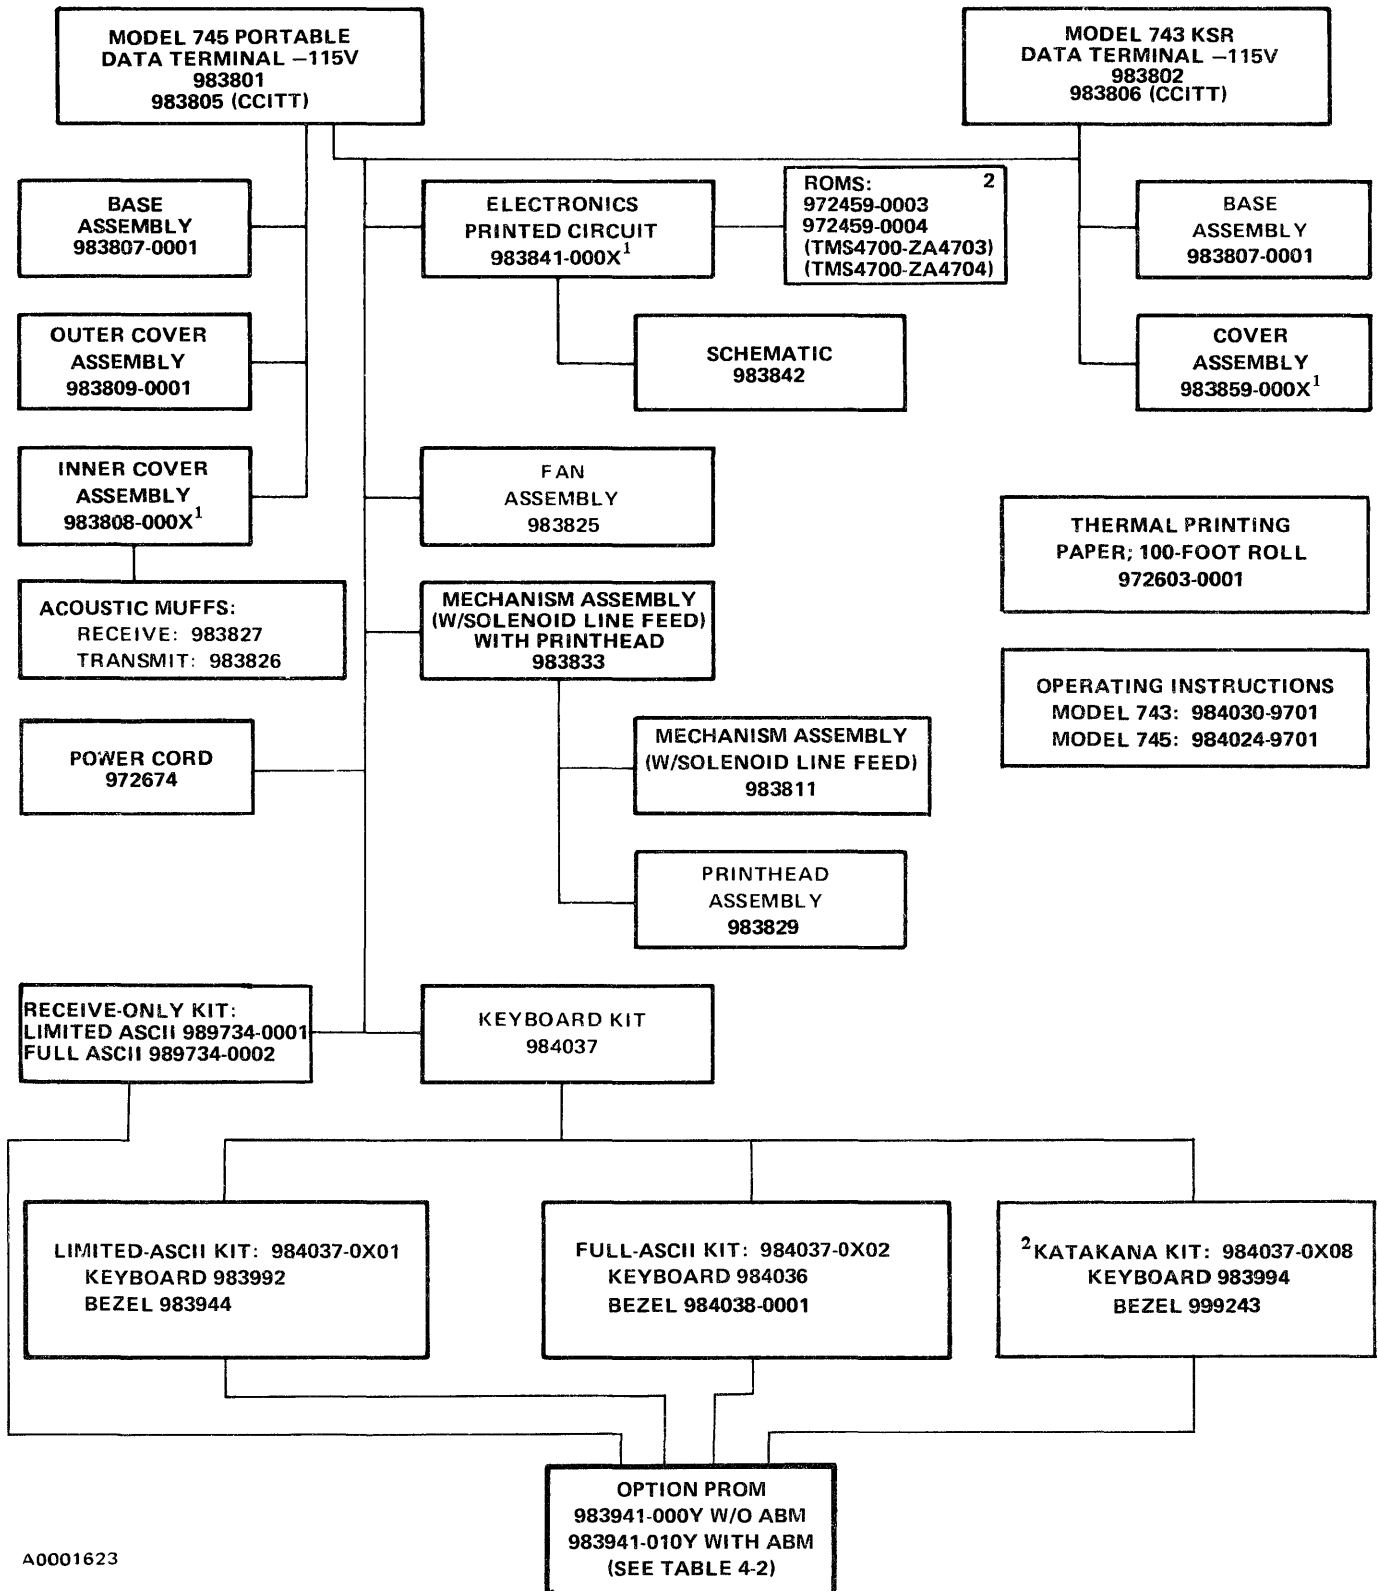 MODEL 745 PORTABLE
DATA TERMINAL –115V
983801
983805 (CCITT)
MODEL 743 KSR
DATA TERMINAL –115V
983802
983806 (CCITT)
BASE
ASSEMBLY
983807-0001
ELECTRONICS
PRINTED CIRCUIT
983841-000X¹
ROMS: 2
972459-0003
972459-0004
(TMS4700-ZA4703)
(TMS4700-ZA4704)
BASE
ASSEMBLY
983807-0001
OUTER COVER
ASSEMBLY
983809-0001
SCHEMATIC
983842
COVER
ASSEMBLY
983859-000X¹
INNER COVER
ASSEMBLY
983808-000X¹
FAN
ASSEMBLY
983825
THERMAL PRINTING
PAPER; 100-FOOT ROLL
972603-0001
ACOUSTIC MUFFS:
RECEIVE: 983827
TRANSMIT: 983826
MECHANISM ASSEMBLY
(W/SOLENOID LINE FEED)
WITH PRINTHEAD
983833
OPERATING INSTRUCTIONS
MODEL 743: 984030-9701
MODEL 745: 984024-9701
POWER CORD
972674
MECHANISM ASSEMBLY
(W/SOLENOID LINE FEED)
983811
PRINTHEAD
ASSEMBLY
983829
RECEIVE-ONLY KIT:
LIMITED ASCII 989734-0001
FULL ASCII 989734-0002
KEYBOARD KIT
984037
LIMITED-ASCII KIT: 984037-0X01
KEYBOARD 983992
BEZEL 983944
FULL-ASCII KIT: 984037-0X02
KEYBOARD 984036
BEZEL 984038-0001
²KATAKANA KIT: 984037-0X08
KEYBOARD 983994
BEZEL 999243
OPTION PROM
983941-000Y W/O ABM
983941-010Y WITH ABM
(SEE TABLE 4-2)
A0001623